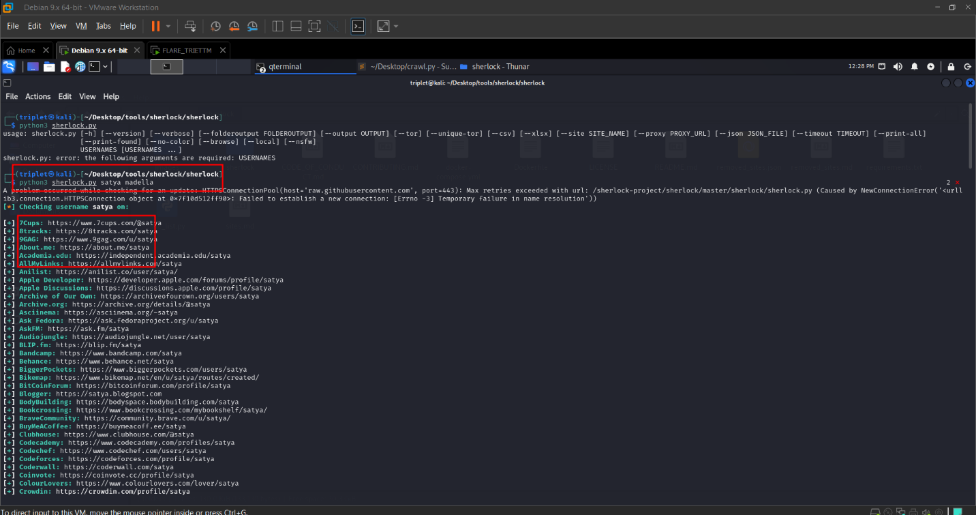 Debian 9.x 64-bit - VMware Workstation
File Edit View VM Tabs Help
Home Debian 9.x 64-bit FLARE_TRIETTM
qterminal ~/Desktop/crawl.py - Su... sherlock - Thunar 12:26 PM
triplet@kali: ~/Desktop/tools/sherlock/sherlock
File Actions Edit View Help
(triplet㉿kali)-[~/Desktop/tools/sherlock/sherlock]
$ python3 sherlock.py
usage: sherlock.py [-h] [--version] [--verbose] [--folderoutput FOLDEROUTPUT] [--output OUTPUT] [--tor] [--unique-tor] [--csv] [--xlsx] [--site SITE_NAME] [--proxy PROXY_URL] [--json JSON_FILE] [--timeout TIMEOUT] [--print-all]
[--print-found] [--no-color] [--browse] [--local] [--nsfw]
USERNAMES [USERNAMES ...]
sherlock.py: error: the following arguments are required: USERNAMES
(triplet㉿kali)-[~/Desktop/tools/sherlock/sherlock]
$ python3 sherlock.py satya nadella 2
A problem occurred while checking for an update: HTTPSConnectionPool(host='raw.githubusercontent.com', port=443): Max retries exceeded with url: /sherlock-project/sherlock/master/sherlock/sherlock.py (Caused by NewConnectionError('<url
lib3.connection.HTTPSConnection object at 0×7f10d512ff90>: Failed to establish a new connection: [Errno -3] Temporary failure in name resolution'))
[*] Checking username satya on:
[+] 7Cups: https://www.7cups.com/@satya
[+] 8tracks: https://8tracks.com/satya
[+] 9GAG: https://www.9gag.com/u/satya
[+] About.me: https://about.me/satya
[+] Academia.edu: https://independent.academia.edu/satya
[+] AllMyLinks: https://allmylinks.com/satya
[+] Anilist: https://anilist.co/user/satya/
[+] Apple Developer: https://developer.apple.com/forums/profile/satya
[+] Apple Discussions: https://discussions.apple.com/profile/satya
[+] Archive of Our Own: https://archiveofourown.org/users/satya
[+] Archive.org: https://archive.org/details/@satya
[+] Asciinema: https://asciinema.org/~satya
[+] Ask Fedora: https://ask.fedoraproject.org/u/satya
[+] AskFM: https://ask.fm/satya
[+] Audiojungle: https://audiojungle.net/user/satya
[+] BLIP.fm: https://blip.fm/satya
[+] Bandcamp: https://www.bandcamp.com/satya
[+] Behance: https://www.behance.net/satya
[+] BiggerPockets: https://www.biggerpockets.com/users/satya
[+] Bikemap: https://www.bikemap.net/en/u/satya/routes/created/
[+] BitCoinForum: https://bitcoinforum.com/profile/satya
[+] Blogger: https://satya.blogspot.com
[+] BodyBuilding: https://bodyspace.bodybuilding.com/satya
[+] Bookcrossing: https://www.bookcrossing.com/mybookshelf/satya/
[+] BraveCommunity: https://community.brave.com/u/satya/
[+] BuyMeACoffee: https://buymeacoff.ee/satya
[+] Clubhouse: https://www.clubhouse.com/@satya
[+] Codecademy: https://www.codecademy.com/profiles/satya
[+] Codechef: https://www.codechef.com/users/satya
[+] Codeforces: https://codeforces.com/profile/satya
[+] Coderwall: https://coderwall.com/satya
[+] Coinvote: https://coinvote.cc/profile/satya
[+] ColourLovers: https://www.colourlovers.com/lover/satya
[+] Crowdin: https://crowdin.com/profile/satya
To direct input to this VM, move the mouse pointer inside or press Ctrl+G.